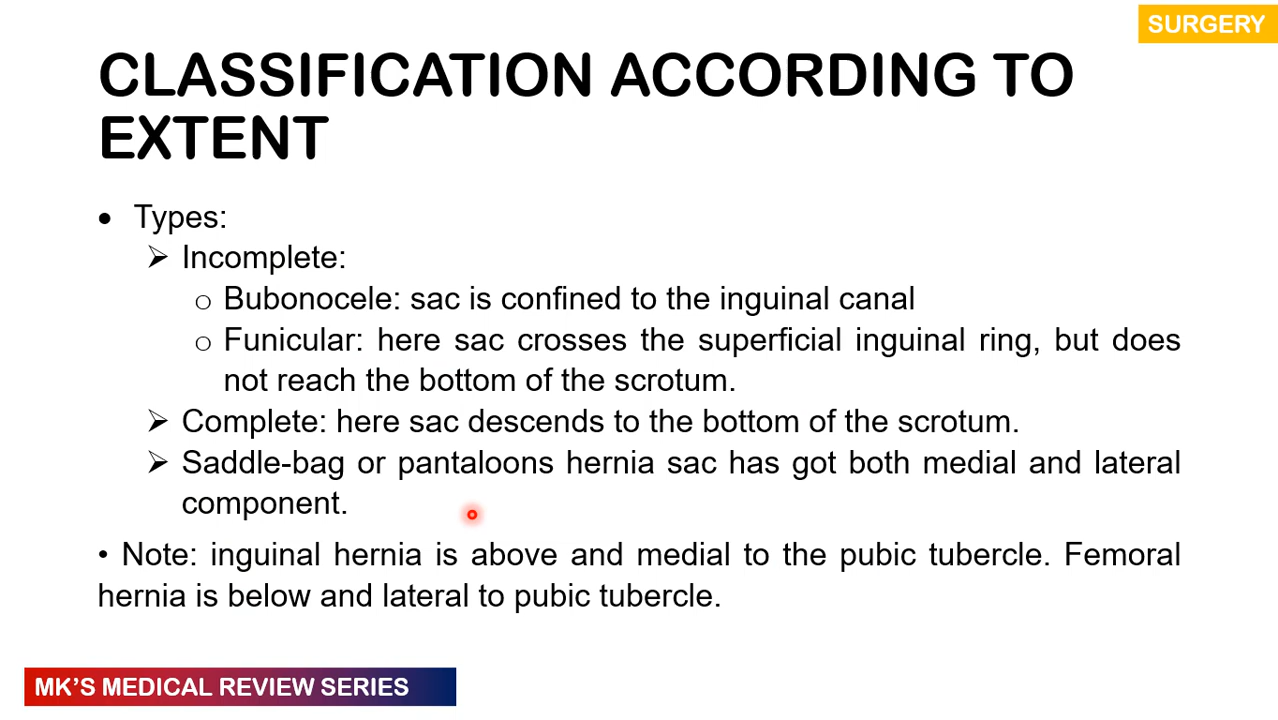 SURGERY
CLASSIFICATION ACCORDING TO
EXTENT
• Types:
➢ Incomplete:
o Bubonocele: sac is confined to the inguinal canal
o Funicular: here sac crosses the superficial inguinal ring, but does
not reach the bottom of the scrotum.
➢ Complete: here sac descends to the bottom of the scrotum.
➢ Saddle-bag or pantaloons hernia sac has got both medial and lateral
component.
• Note: inguinal hernia is above and medial to the pubic tubercle. Femoral
hernia is below and lateral to pubic tubercle.
MK'S MEDICAL REVIEW SERIES